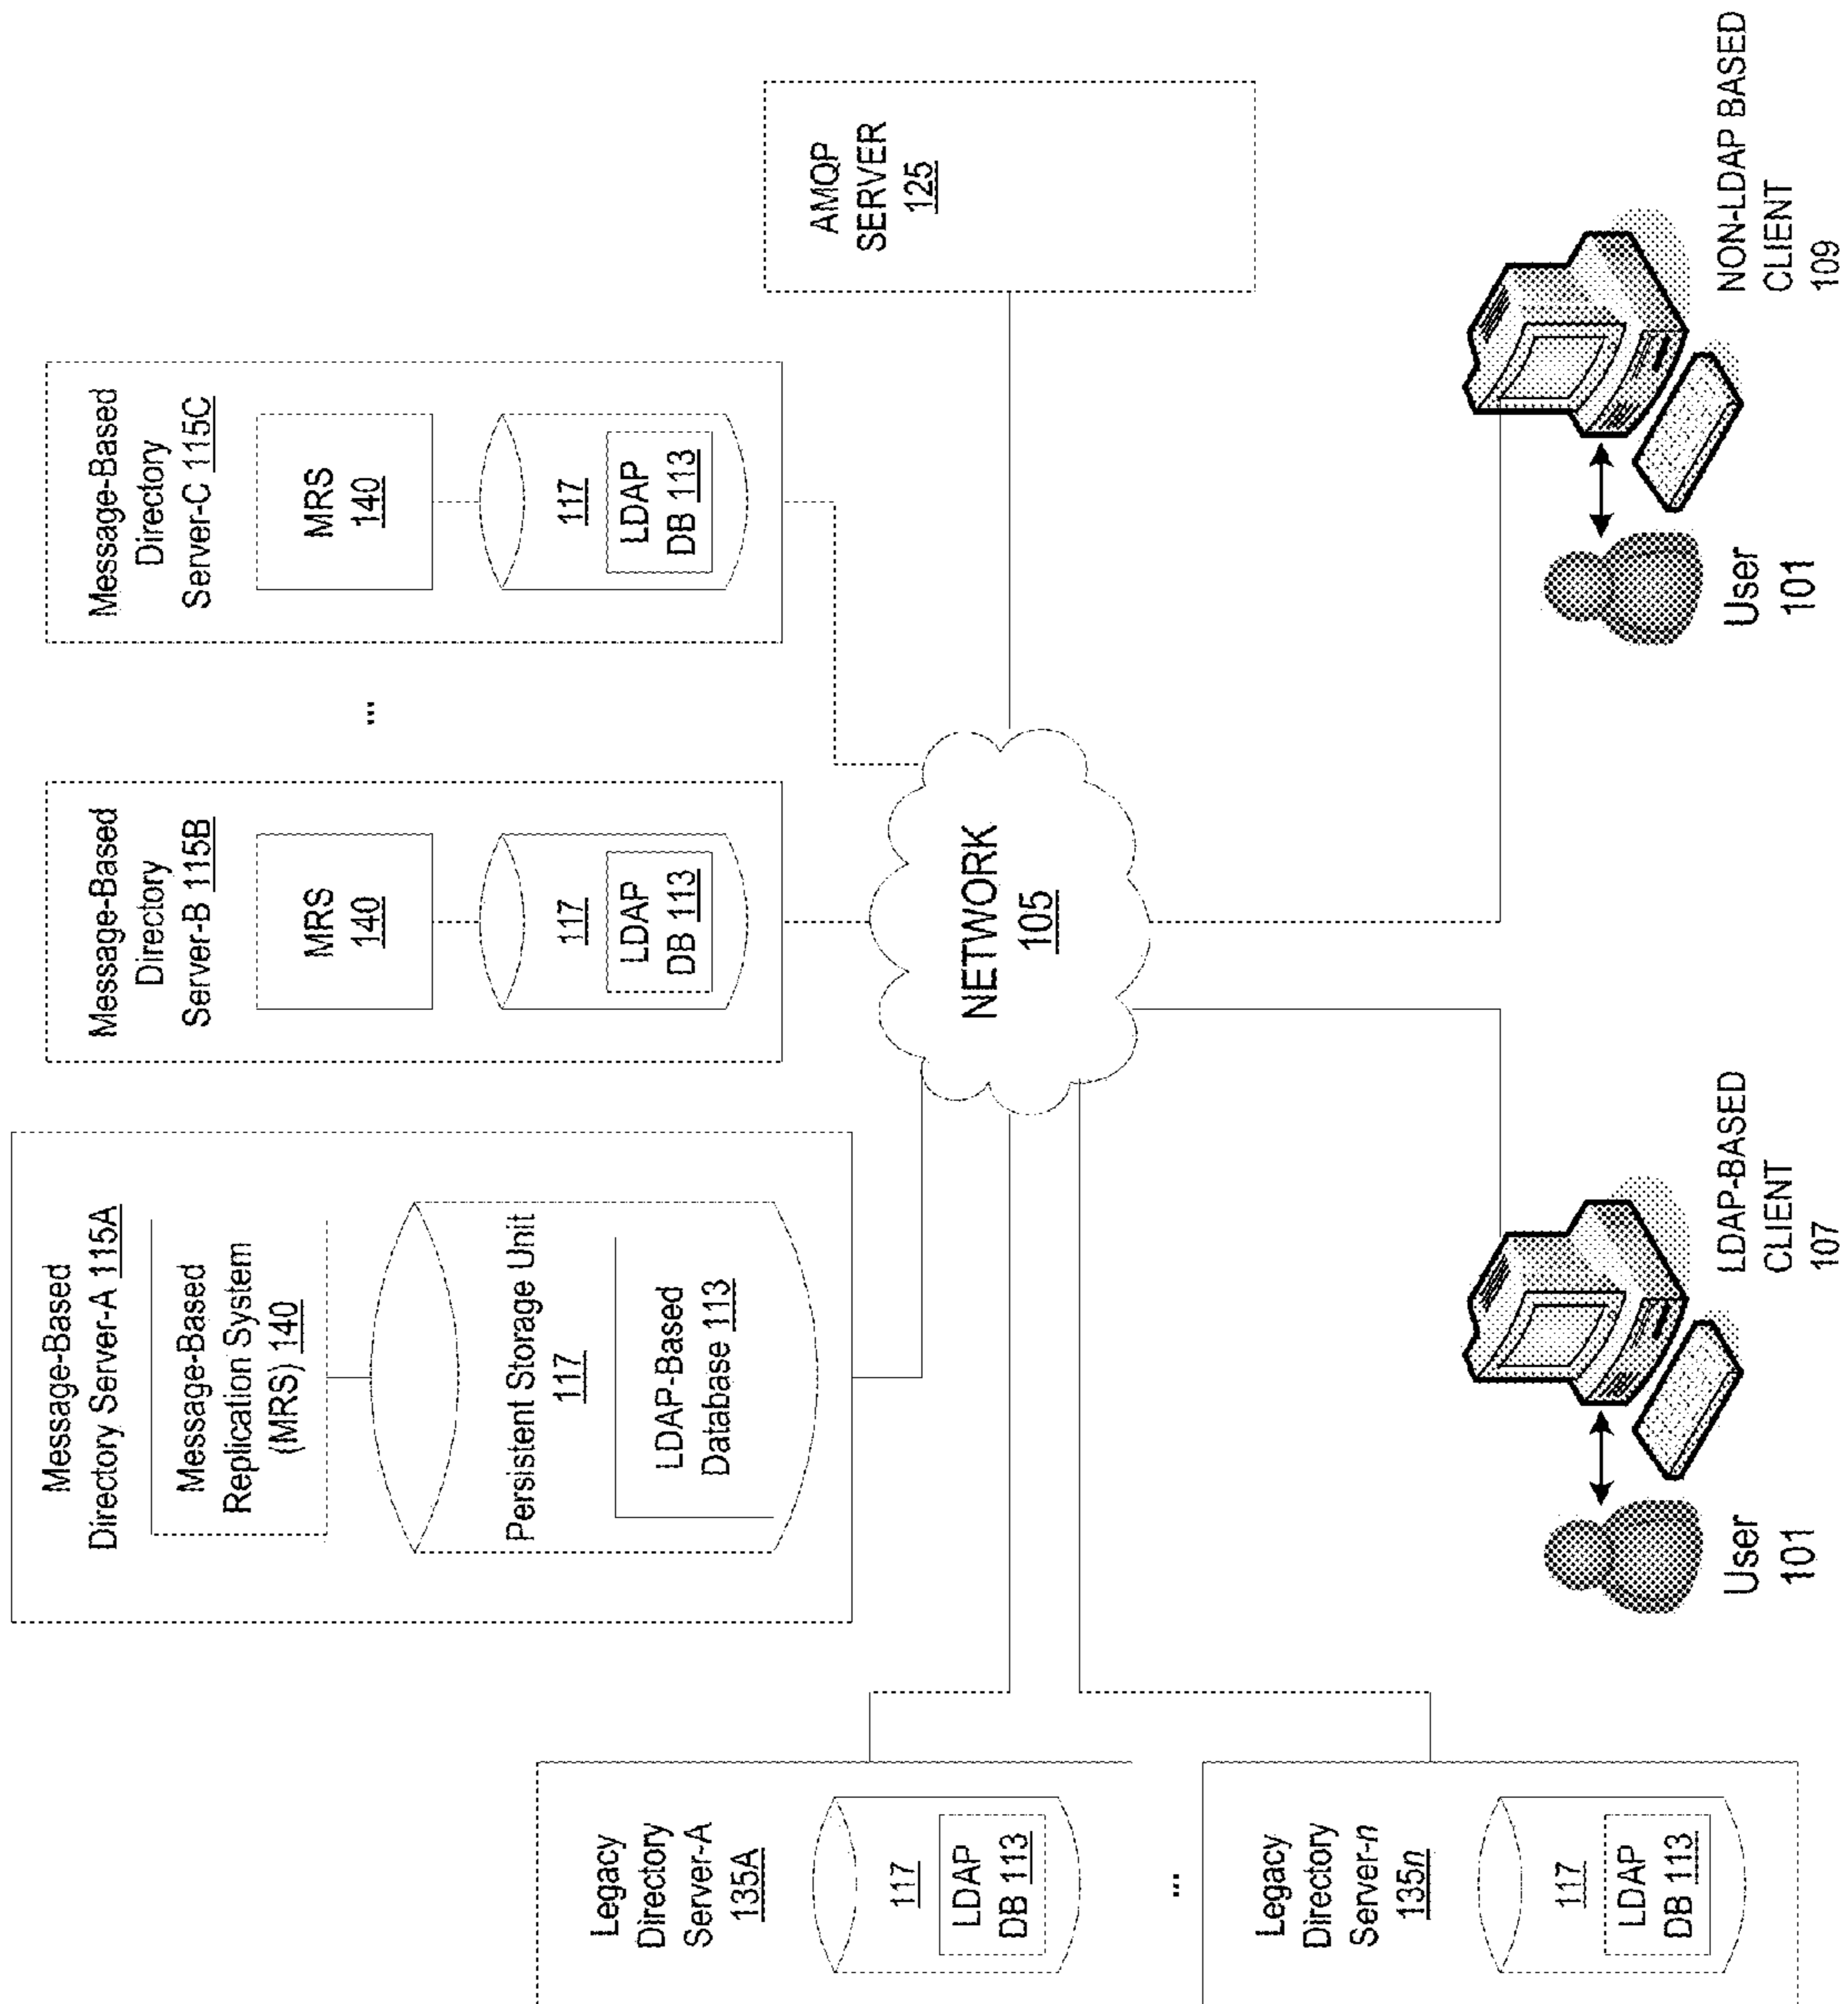 Message-Based
Directory Server-A 115A
Message-Based
Replication System
(MRS) 140
Persistent Storage Unit
117
LDAP-Based
Database 113
Message-Based
Directory
Server-B 115B
MRS
140
117
LDAP
DB 113
...
Message-Based
Directory
Server-C 115C
MRS
140
117
LDAP
DB 113
Legacy
Directory
Server-A
135A
117
LDAP
DB 113
...
Legacy
Directory
Server-n
135n
117
LDAP
DB 113
NETWORK
105
AMQP
SERVER
125
User
101
LDAP-BASED
CLIENT
107
User
101
NON-LDAP BASED
CLIENT
109